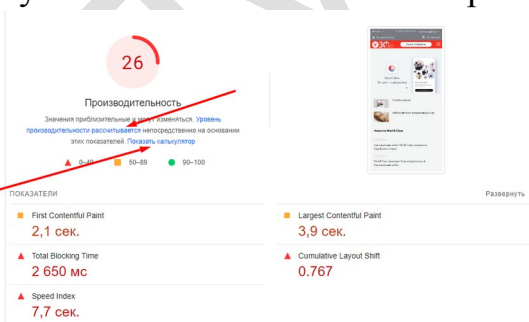 26
Производительность
Значения приблизительные и могут изменяться. Уровень
производительности рассчитывается непосредственно на основании
этих показателей. Показать калькулятор
0–49 50–89 90–100
ПОКАЗАТЕЛИ
Развернуть
First Contentful Paint
2,1 сек.
Largest Contentful Paint
3,9 сек.
Total Blocking Time
2 650 мс
Cumulative Layout Shift
0.767
Speed Index
7,7 сек.